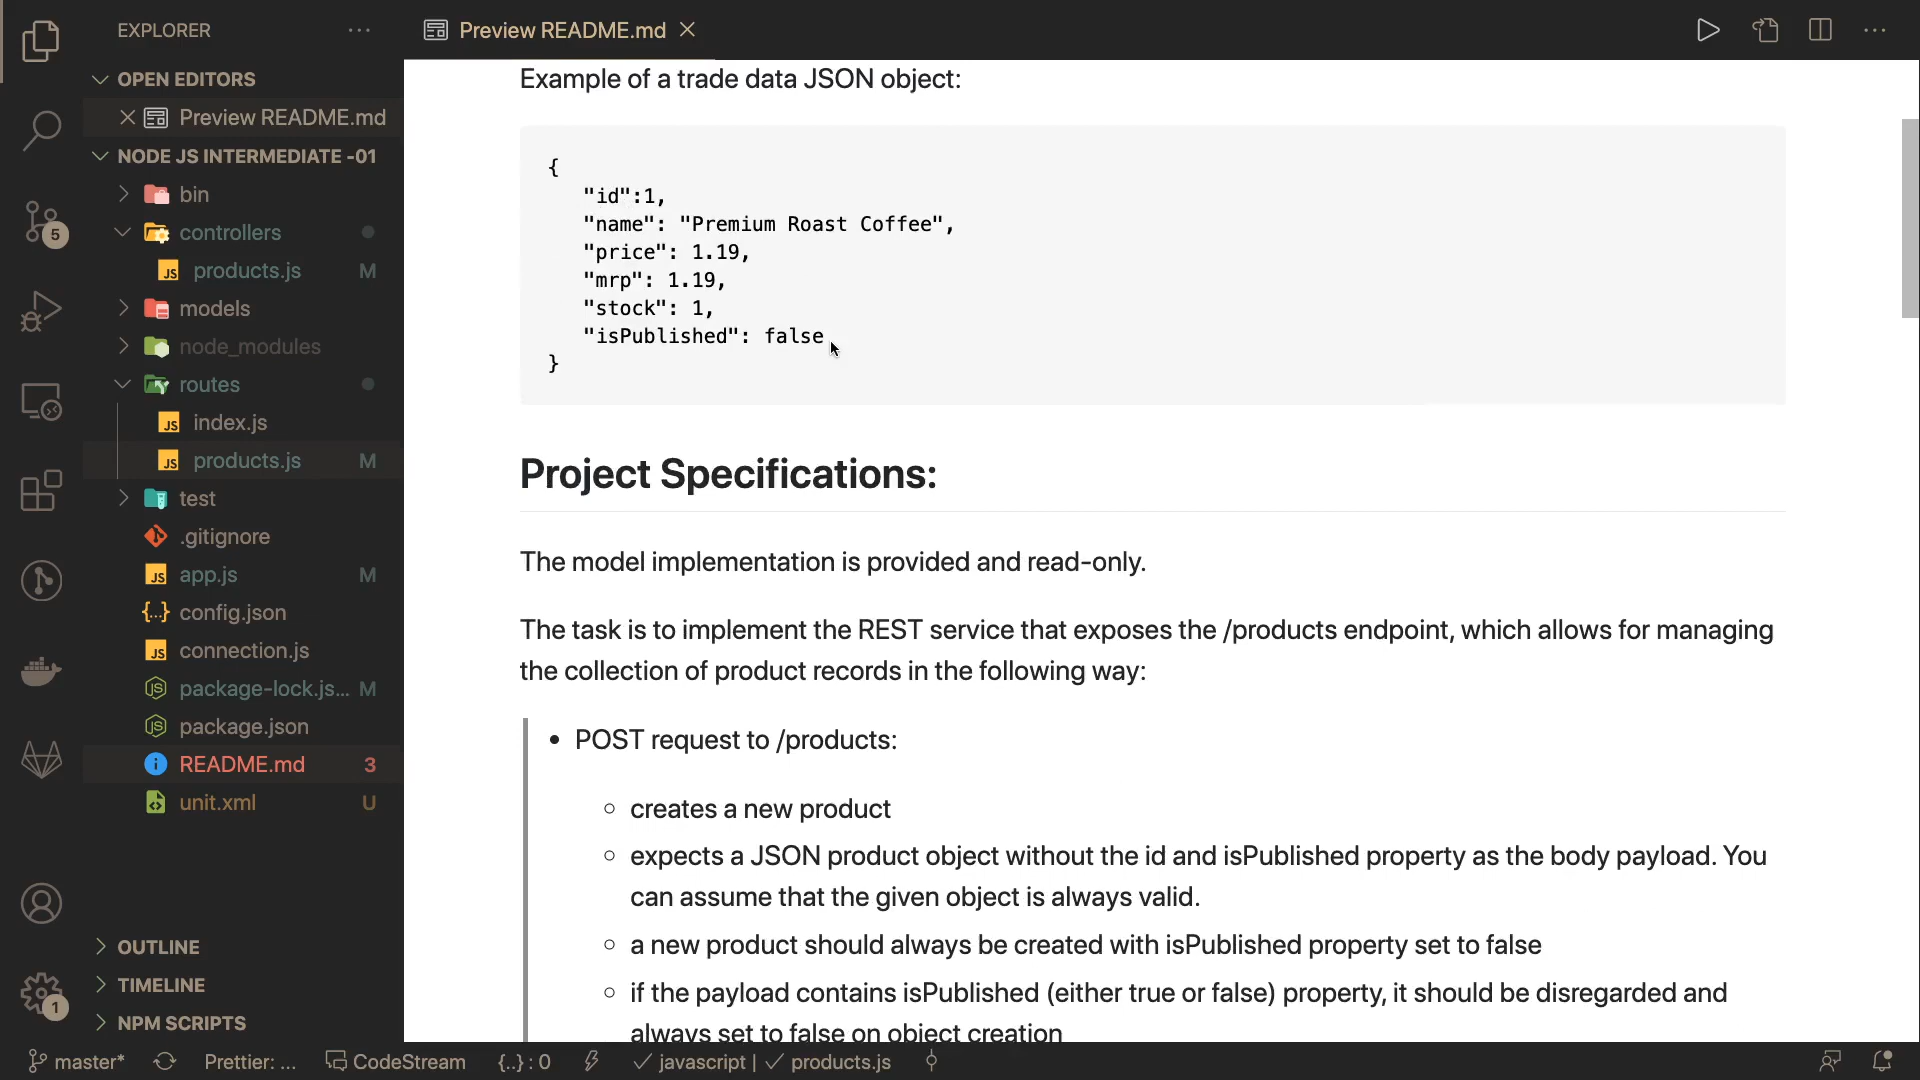 EXPLORER
Preview README.md
OPEN EDITORS
Preview README.md
NODE JS INTERMEDIATE -01
bin
controllers
JS products.js M
models
node_modules
routes
JS index.js
JS products.js M
test
.gitignore
JS app.js M
{..} config.json
JS connection.js
JS package-lock.js... M
JS package.json
README.md 3
unit.xml U
OUTLINE
TIMELINE
NPM SCRIPTS
5
1
Example of a trade data JSON object:
{
"id":1,
"name": "Premium Roast Coffee",
"price": 1.19,
"mrp": 1.19,
"stock": 1,
"isPublished": false
}
Project Specifications:
The model implementation is provided and read-only.
The task is to implement the REST service that exposes the /products endpoint, which allows for managing
the collection of product records in the following way:
• POST request to /products:
creates a new product
expects a JSON product object without the id and isPublished property as the body payload. You
can assume that the given object is always valid.
a new product should always be created with isPublished property set to false
if the payload contains isPublished (either true or false) property, it should be disregarded and
always set to false on object creation
master* Prettier: ... CodeStream {..} : 0 javascript | products.js